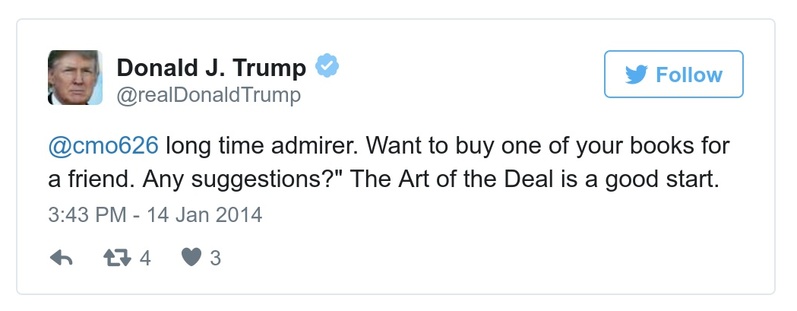 Donald J. Trump
@realDonaldTrump
Follow
@cmo626 long time admirer. Want to buy one of your books for
a friend. Any suggestions?" The Art of the Deal is a good start.
3:43 PM - 14 Jan 2014
4 3